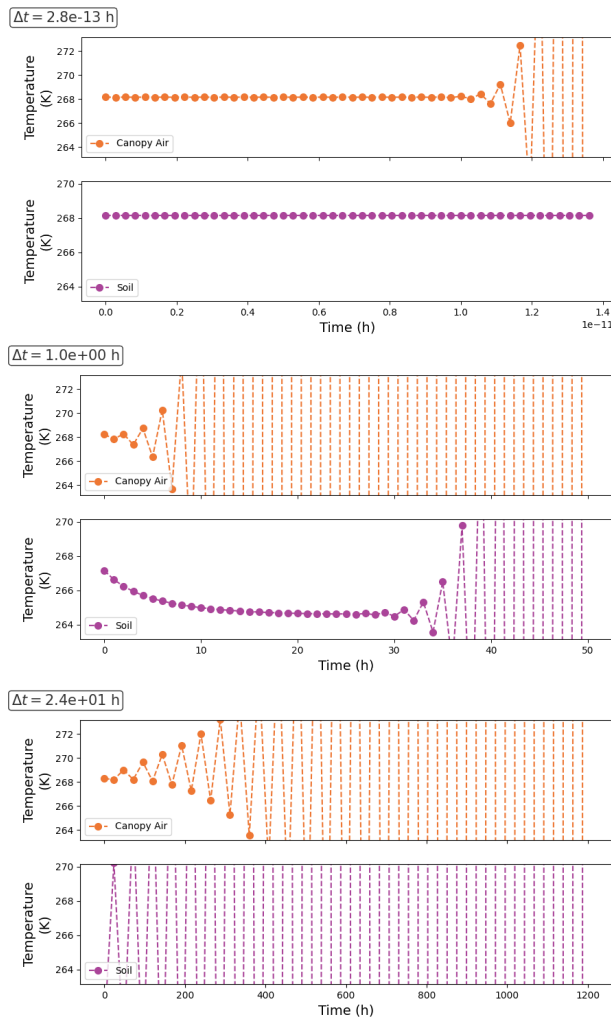 Δt = 2.8e-13 h
272
270
268
266
264
Temperature
(K)
Canopy Air
270
268
266
264
Temperature
(K)
Soil
0.0 0.2 0.4 0.6 0.8 1.0 1.2 1.4
1e−11
Time (h)
Δt = 1.0e+00 h
272
270
268
266
264
Temperature
(K)
Canopy Air
270
268
266
264
Temperature
(K)
Soil
0 10 20 30 40 50
Time (h)
Δt = 2.4e+01 h
272
270
268
266
264
Temperature
(K)
Canopy Air
270
268
266
264
Temperature
(K)
Soil
0 200 400 600 800 1000 1200
Time (h)